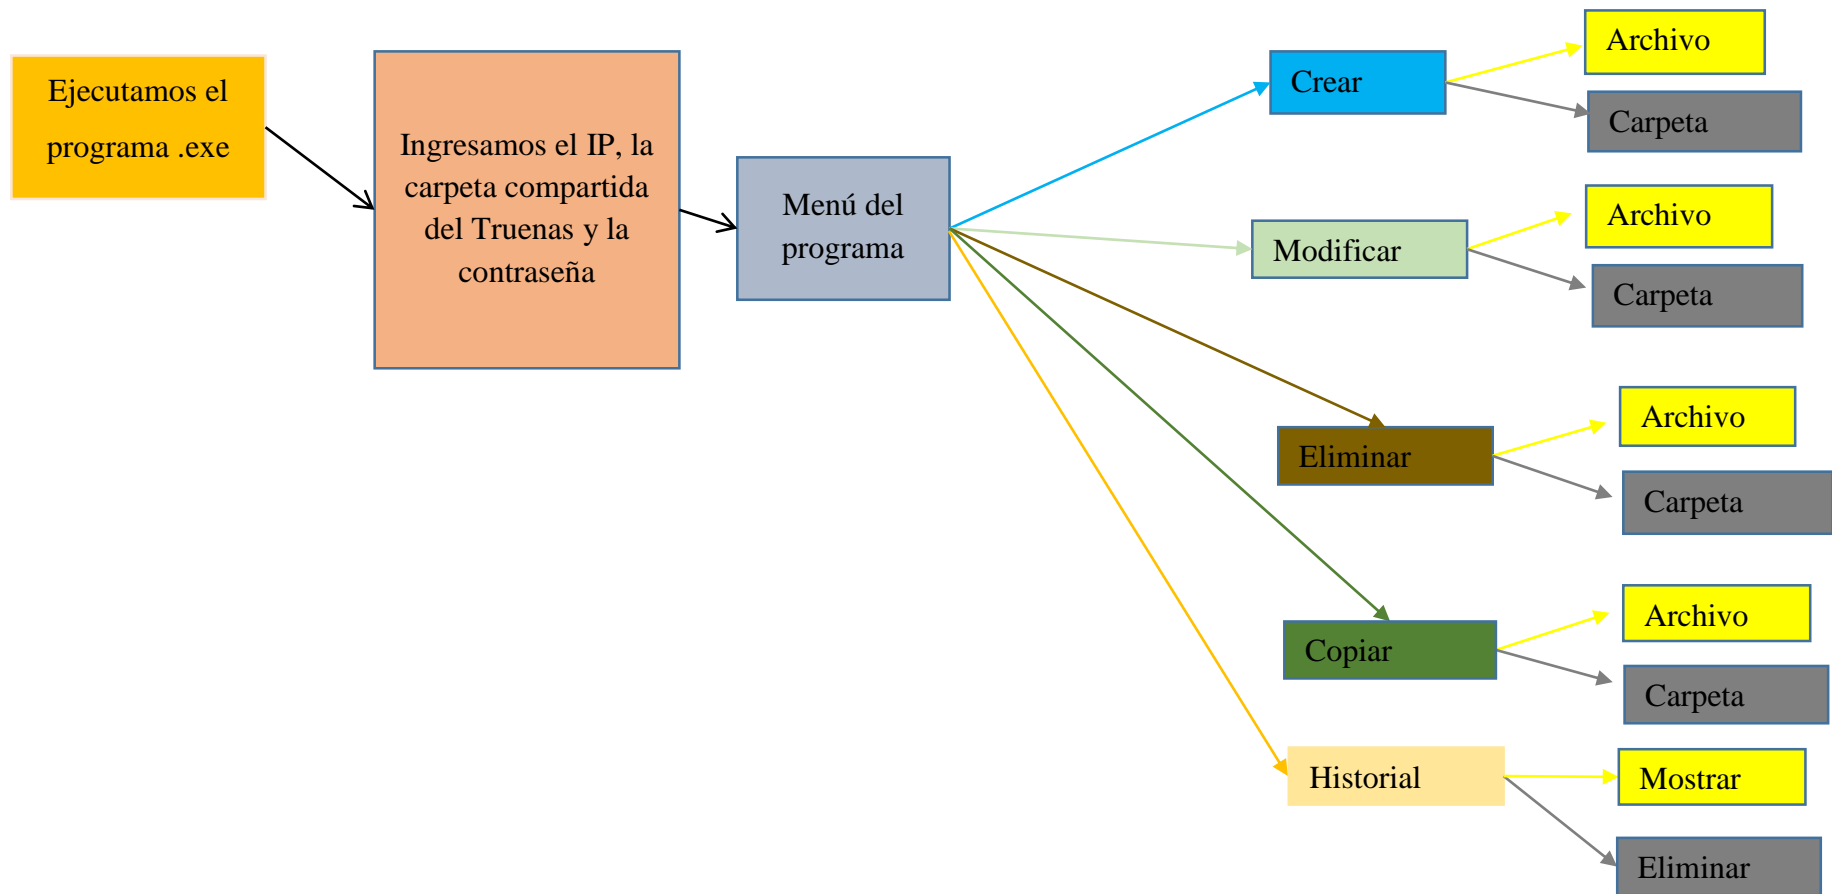 Ejecutamos el
programa .exe
Ingresamos el IP, la
carpeta compartida
del Truenas y la
contraseña
Menú del
programa
Crear
Archivo
Carpeta
Modificar
Archivo
Carpeta
Eliminar
Archivo
Carpeta
Copiar
Archivo
Carpeta
Historial
Mostrar
Eliminar